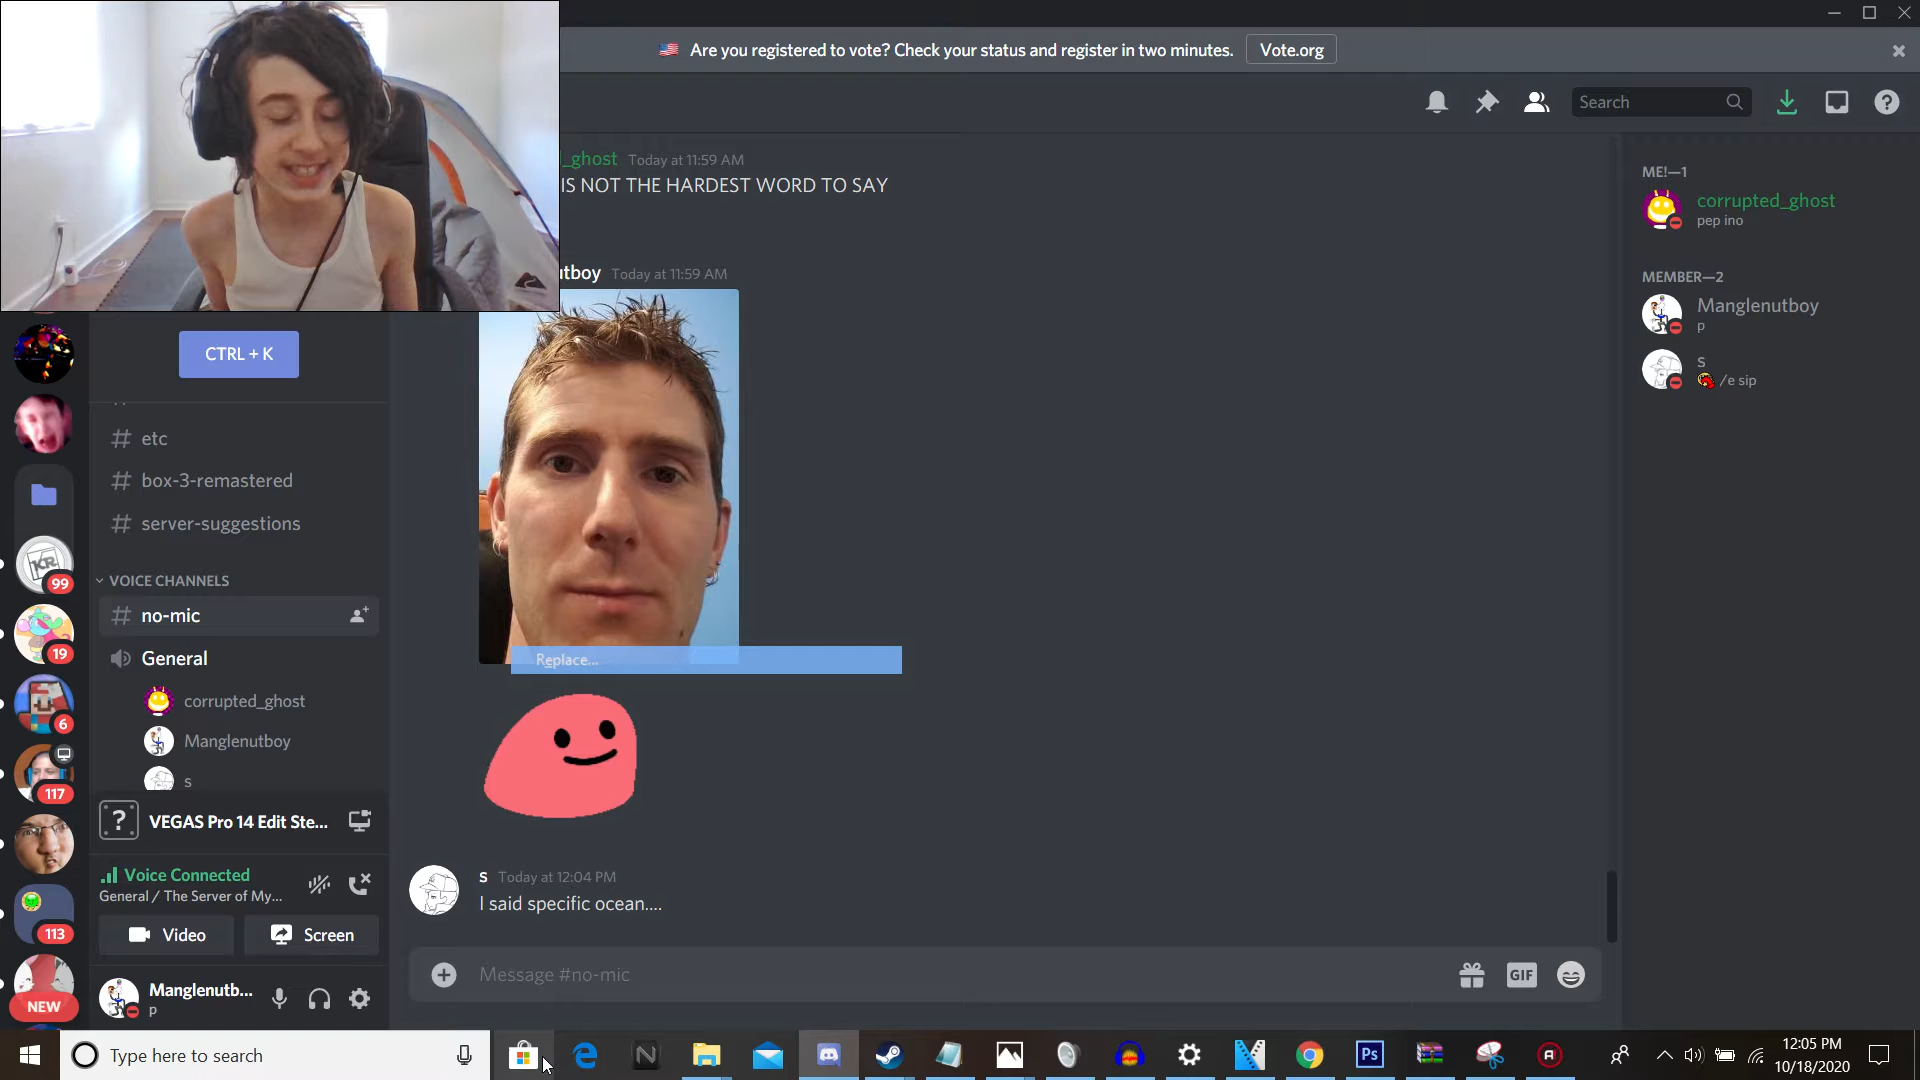 Are you registered to vote? Check your status and register in two minutes.
Vote.org
Search
_ghost Today at 11:59 AM
IS NOT THE HARDEST WORD TO SAY
utboy Today at 11:59 AM
Replace...
S Today at 12:04 PM
I said specific ocean....
Message #no-mic
GIF
ME!—1
corrupted_ghost
pep ino
MEMBER—2
Manglenutboy
p
S
/e sip
CTRL + K
etc
box-3-remastered
server-suggestions
VOICE CHANNELS
no-mic
General
corrupted_ghost
Manglenutboy
s
? VEGAS Pro 14 Edit Ste...
Voice Connected
General / The Server of My...
Video
Screen
Manglenutb...
p
KR
99
19
6
117
113
NEW
Type here to search
N
Ps
12:05 PM
10/18/2020